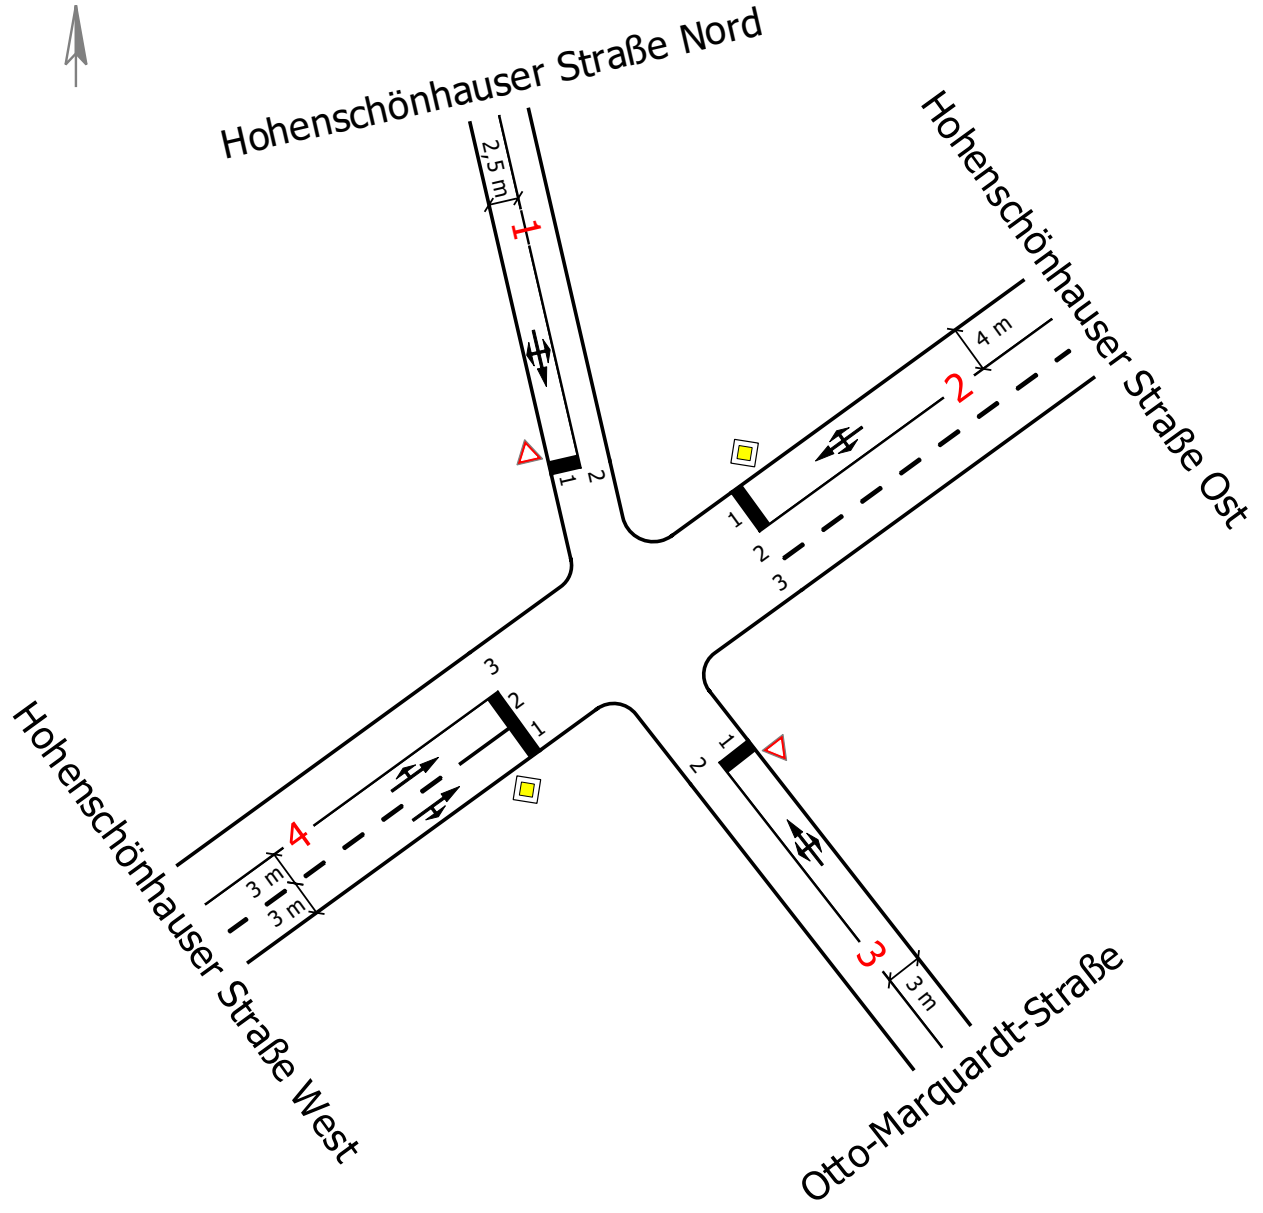 Hohenschönhauser Straße Nord
Hohenschönhauser Straße Ost
2,5 m
1
4 m
2
1
2
1
2
3
3
2
1
1
2
4
3 m
3 m
3
3 m
Hohenschönhauser Straße West
Otto-Marquardt-Straße